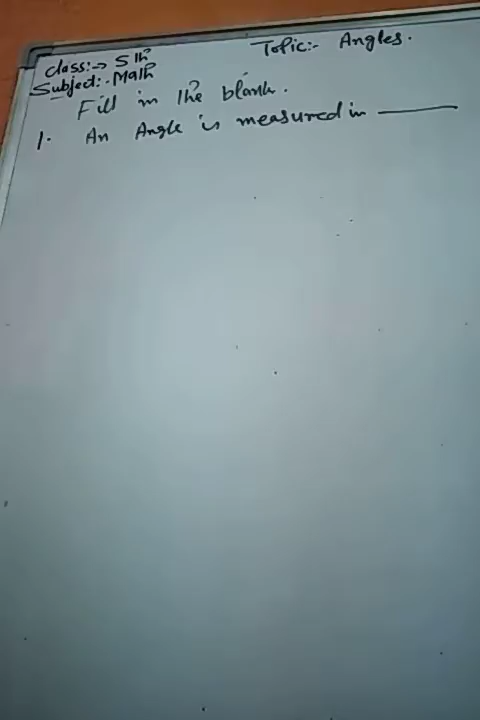 Class:→ 5th Topic:- Angles.
Subject:- Math
Fill in the blank.
1. An Angle is measured in ______